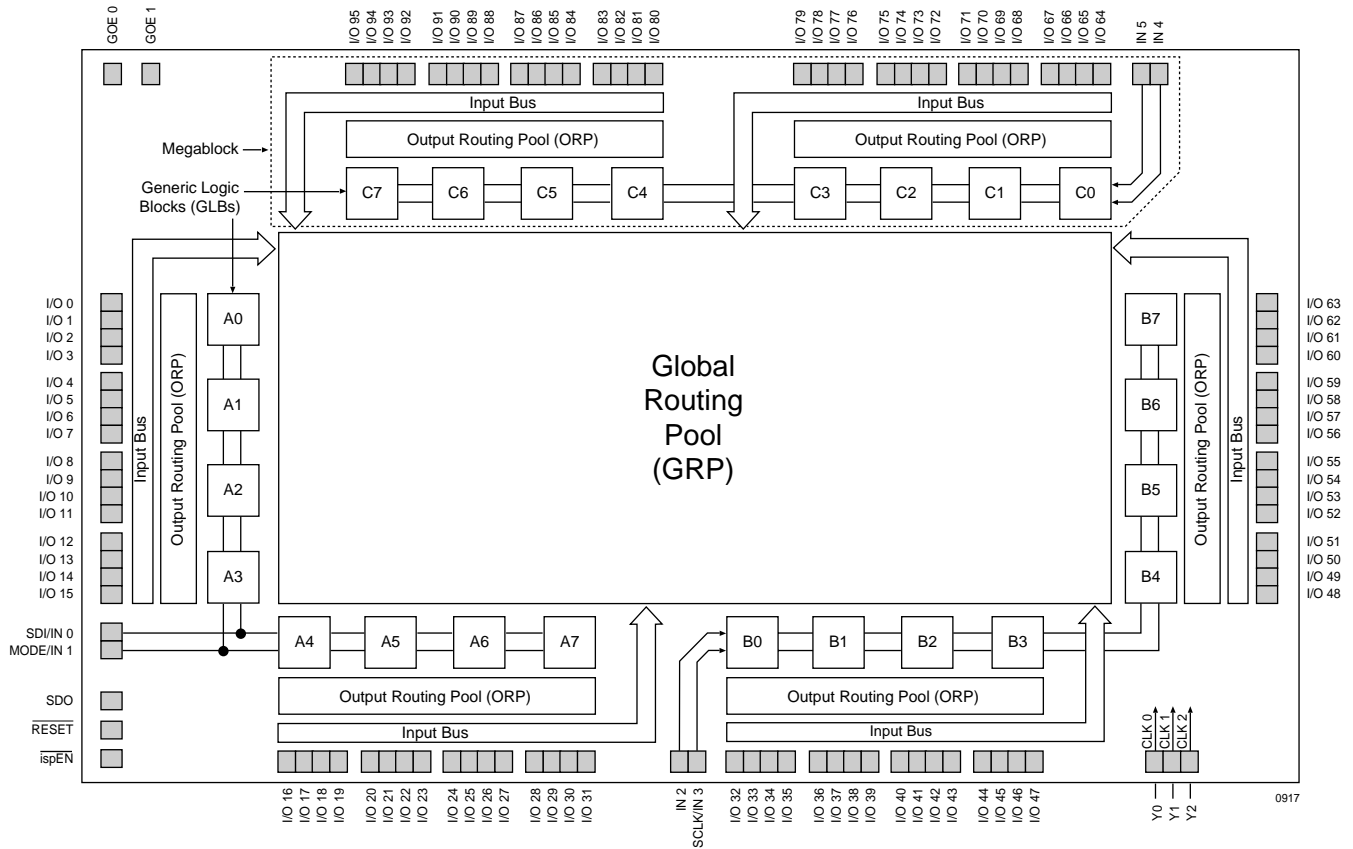 GOE 0
GOE 1
I/O 95
I/O 94
I/O 93
I/O 92
I/O 91
I/O 90
I/O 89
I/O 88
I/O 87
I/O 86
I/O 85
I/O 84
I/O 83
I/O 82
I/O 81
I/O 80
I/O 79
I/O 78
I/O 77
I/O 76
I/O 75
I/O 74
I/O 73
I/O 72
I/O 71
I/O 70
I/O 69
I/O 68
I/O 67
I/O 66
I/O 65
I/O 64
IN 5
IN 4
Input Bus
Input Bus
Output Routing Pool (ORP)
Output Routing Pool (ORP)
Megablock
Generic Logic
Blocks (GLBs)
C7
C6
C5
C4
C3
C2
C1
C0
I/O 0
I/O 1
I/O 2
I/O 3
I/O 4
I/O 5
I/O 6
I/O 7
I/O 8
I/O 9
I/O 10
I/O 11
I/O 12
I/O 13
I/O 14
I/O 15
Input Bus
Output Routing Pool (ORP)
A0
A1
A2
A3
Global
Routing
Pool
(GRP)
B7
B6
B5
B4
Output Routing Pool (ORP)
Input Bus
I/O 63
I/O 62
I/O 61
I/O 60
I/O 59
I/O 58
I/O 57
I/O 56
I/O 55
I/O 54
I/O 53
I/O 52
I/O 51
I/O 50
I/O 49
I/O 48
SDI/IN 0
MODE/IN 1
A4
A5
A6
A7
B0
B1
B2
B3
Output Routing Pool (ORP)
Output Routing Pool (ORP)
Input Bus
Input Bus
SDO
RESET
ispEN
CLK 0
CLK 1
CLK 2
I/O 16
I/O 17
I/O 18
I/O 19
I/O 20
I/O 21
I/O 22
I/O 23
I/O 24
I/O 25
I/O 26
I/O 27
I/O 28
I/O 29
I/O 30
I/O 31
IN 2
SCLK/IN 3
I/O 32
I/O 33
I/O 34
I/O 35
I/O 36
I/O 37
I/O 38
I/O 39
I/O 40
I/O 41
I/O 42
I/O 43
I/O 44
I/O 45
I/O 46
I/O 47
Y0
Y1
Y2
0917